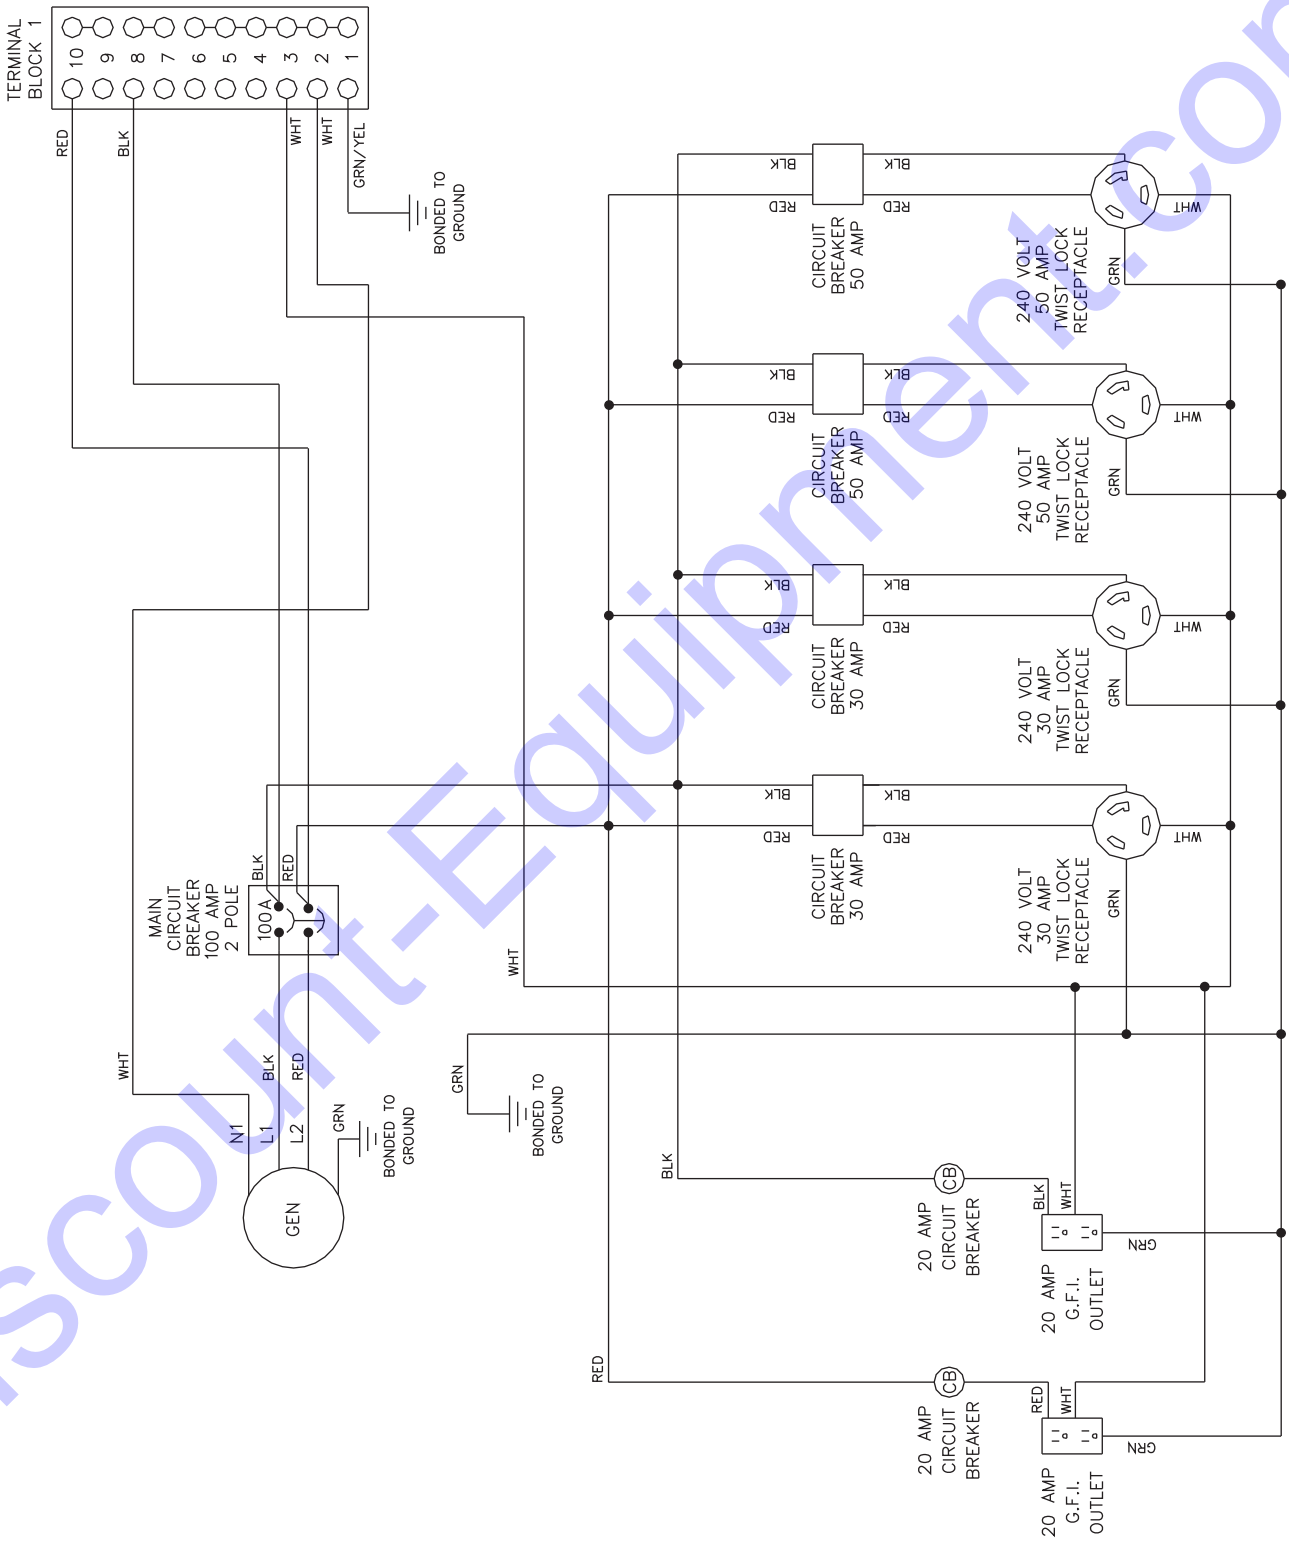 TERMINAL
BLOCK 1
10
9
8
7
6
5
4
3
2
1
RED
BLK
WHT
WHT
GRN/YEL
BONDED TO
GROUND
BLK
RED
BLK
RED
CIRCUIT
BREAKER
50 AMP
240 VOLT
50 AMP
TWIST LOCK
RECEPTACLE
GRN
WHT
BLK
RED
BLK
RED
CIRCUIT
BREAKER
50 AMP
240 VOLT
50 AMP
TWIST LOCK
RECEPTACLE
GRN
WHT
BLK
RED
BLK
RED
CIRCUIT
BREAKER
30 AMP
240 VOLT
30 AMP
TWIST LOCK
RECEPTACLE
GRN
WHT
BLK
RED
BLK
RED
CIRCUIT
BREAKER
30 AMP
240 VOLT
30 AMP
TWIST LOCK
RECEPTACLE
GRN
WHT
MAIN
CIRCUIT
BREAKER
100 AMP
2 POLE
100A
BLK
RED
WHT
WHT
BLK
RED
N1
L1
L2
GRN
GEN
BONDED TO
GROUND
GRN
BONDED TO
GROUND
BLK
CB
20 AMP
CIRCUIT
BREAKER
BLK
WHT
GRN
20 AMP
G.F.I.
OUTLET
RED
CB
20 AMP
CIRCUIT
BREAKER
RED
WHT
GRN
20 AMP
G.F.I.
OUTLET
iscount-Equipment.com